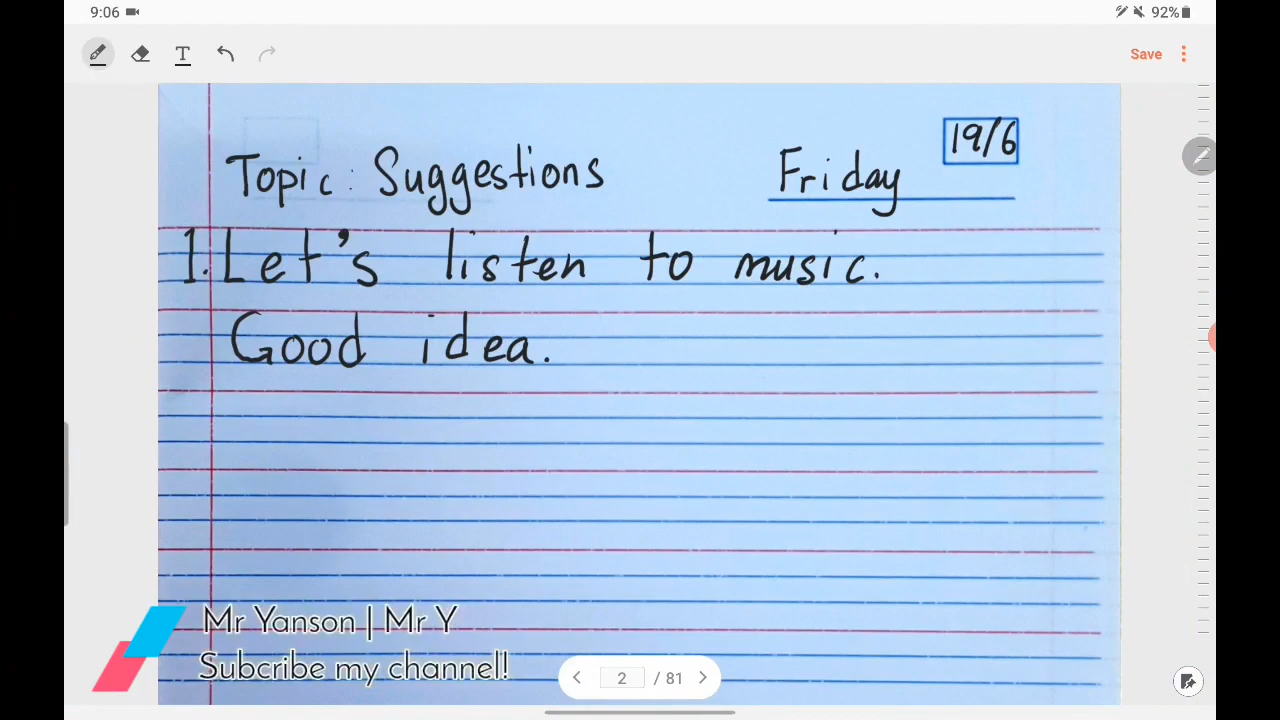 9:06 92%
T Save
19/6
Topic: Suggestions Friday
1. Let's listen to music.
Good idea.
Mr Yanson | Mr Y
Subcribe my channel!
2 / 81